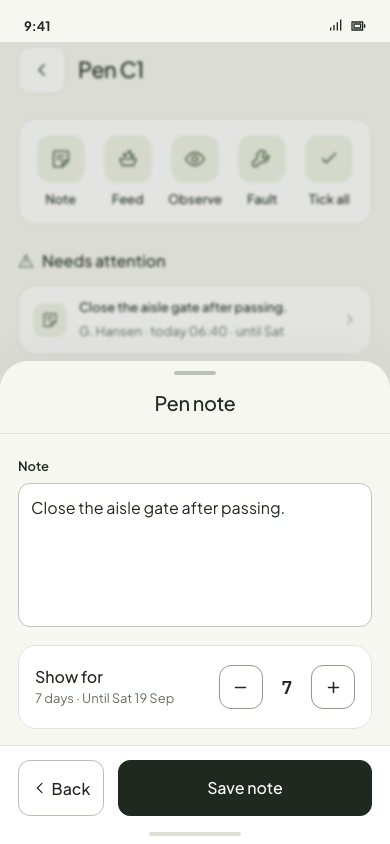 9:41
Pen C1
Note
Feed
Observe
Fault
Tick all
Needs attention
Close the aisle gate after passing.
G. Hansen · today 06:40 · until Sat
Pen note
Note
Close the aisle gate after passing.
Show for
7 days · Until Sat 19 Sep
7
Back
Save note